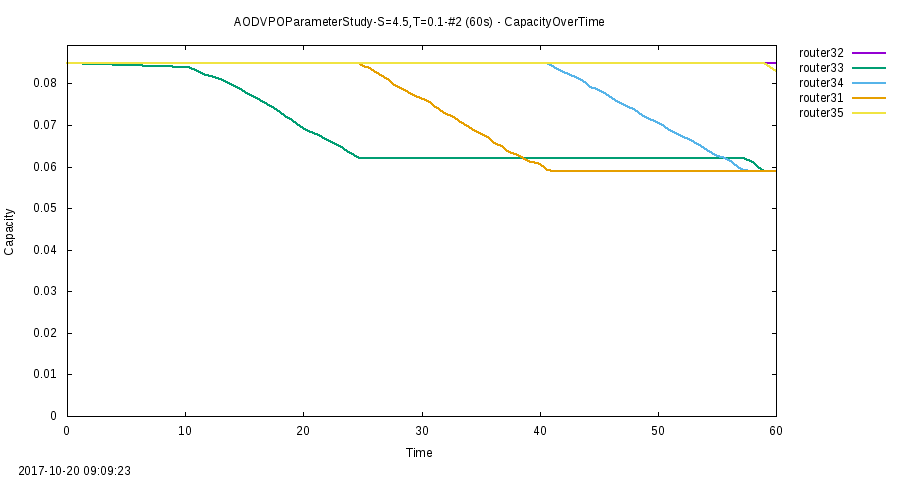 AODVPOParameterStudy-S=4.5,T=0.1-#2 (60s) - CapacityOverTime
router32
router33
router34
router31
router35
0.08
0.07
0.06
0.05
0.04
0.03
0.02
0.01
0
Capacity
0 10 20 30 40 50 60
Time
2017-10-20 09:09:23